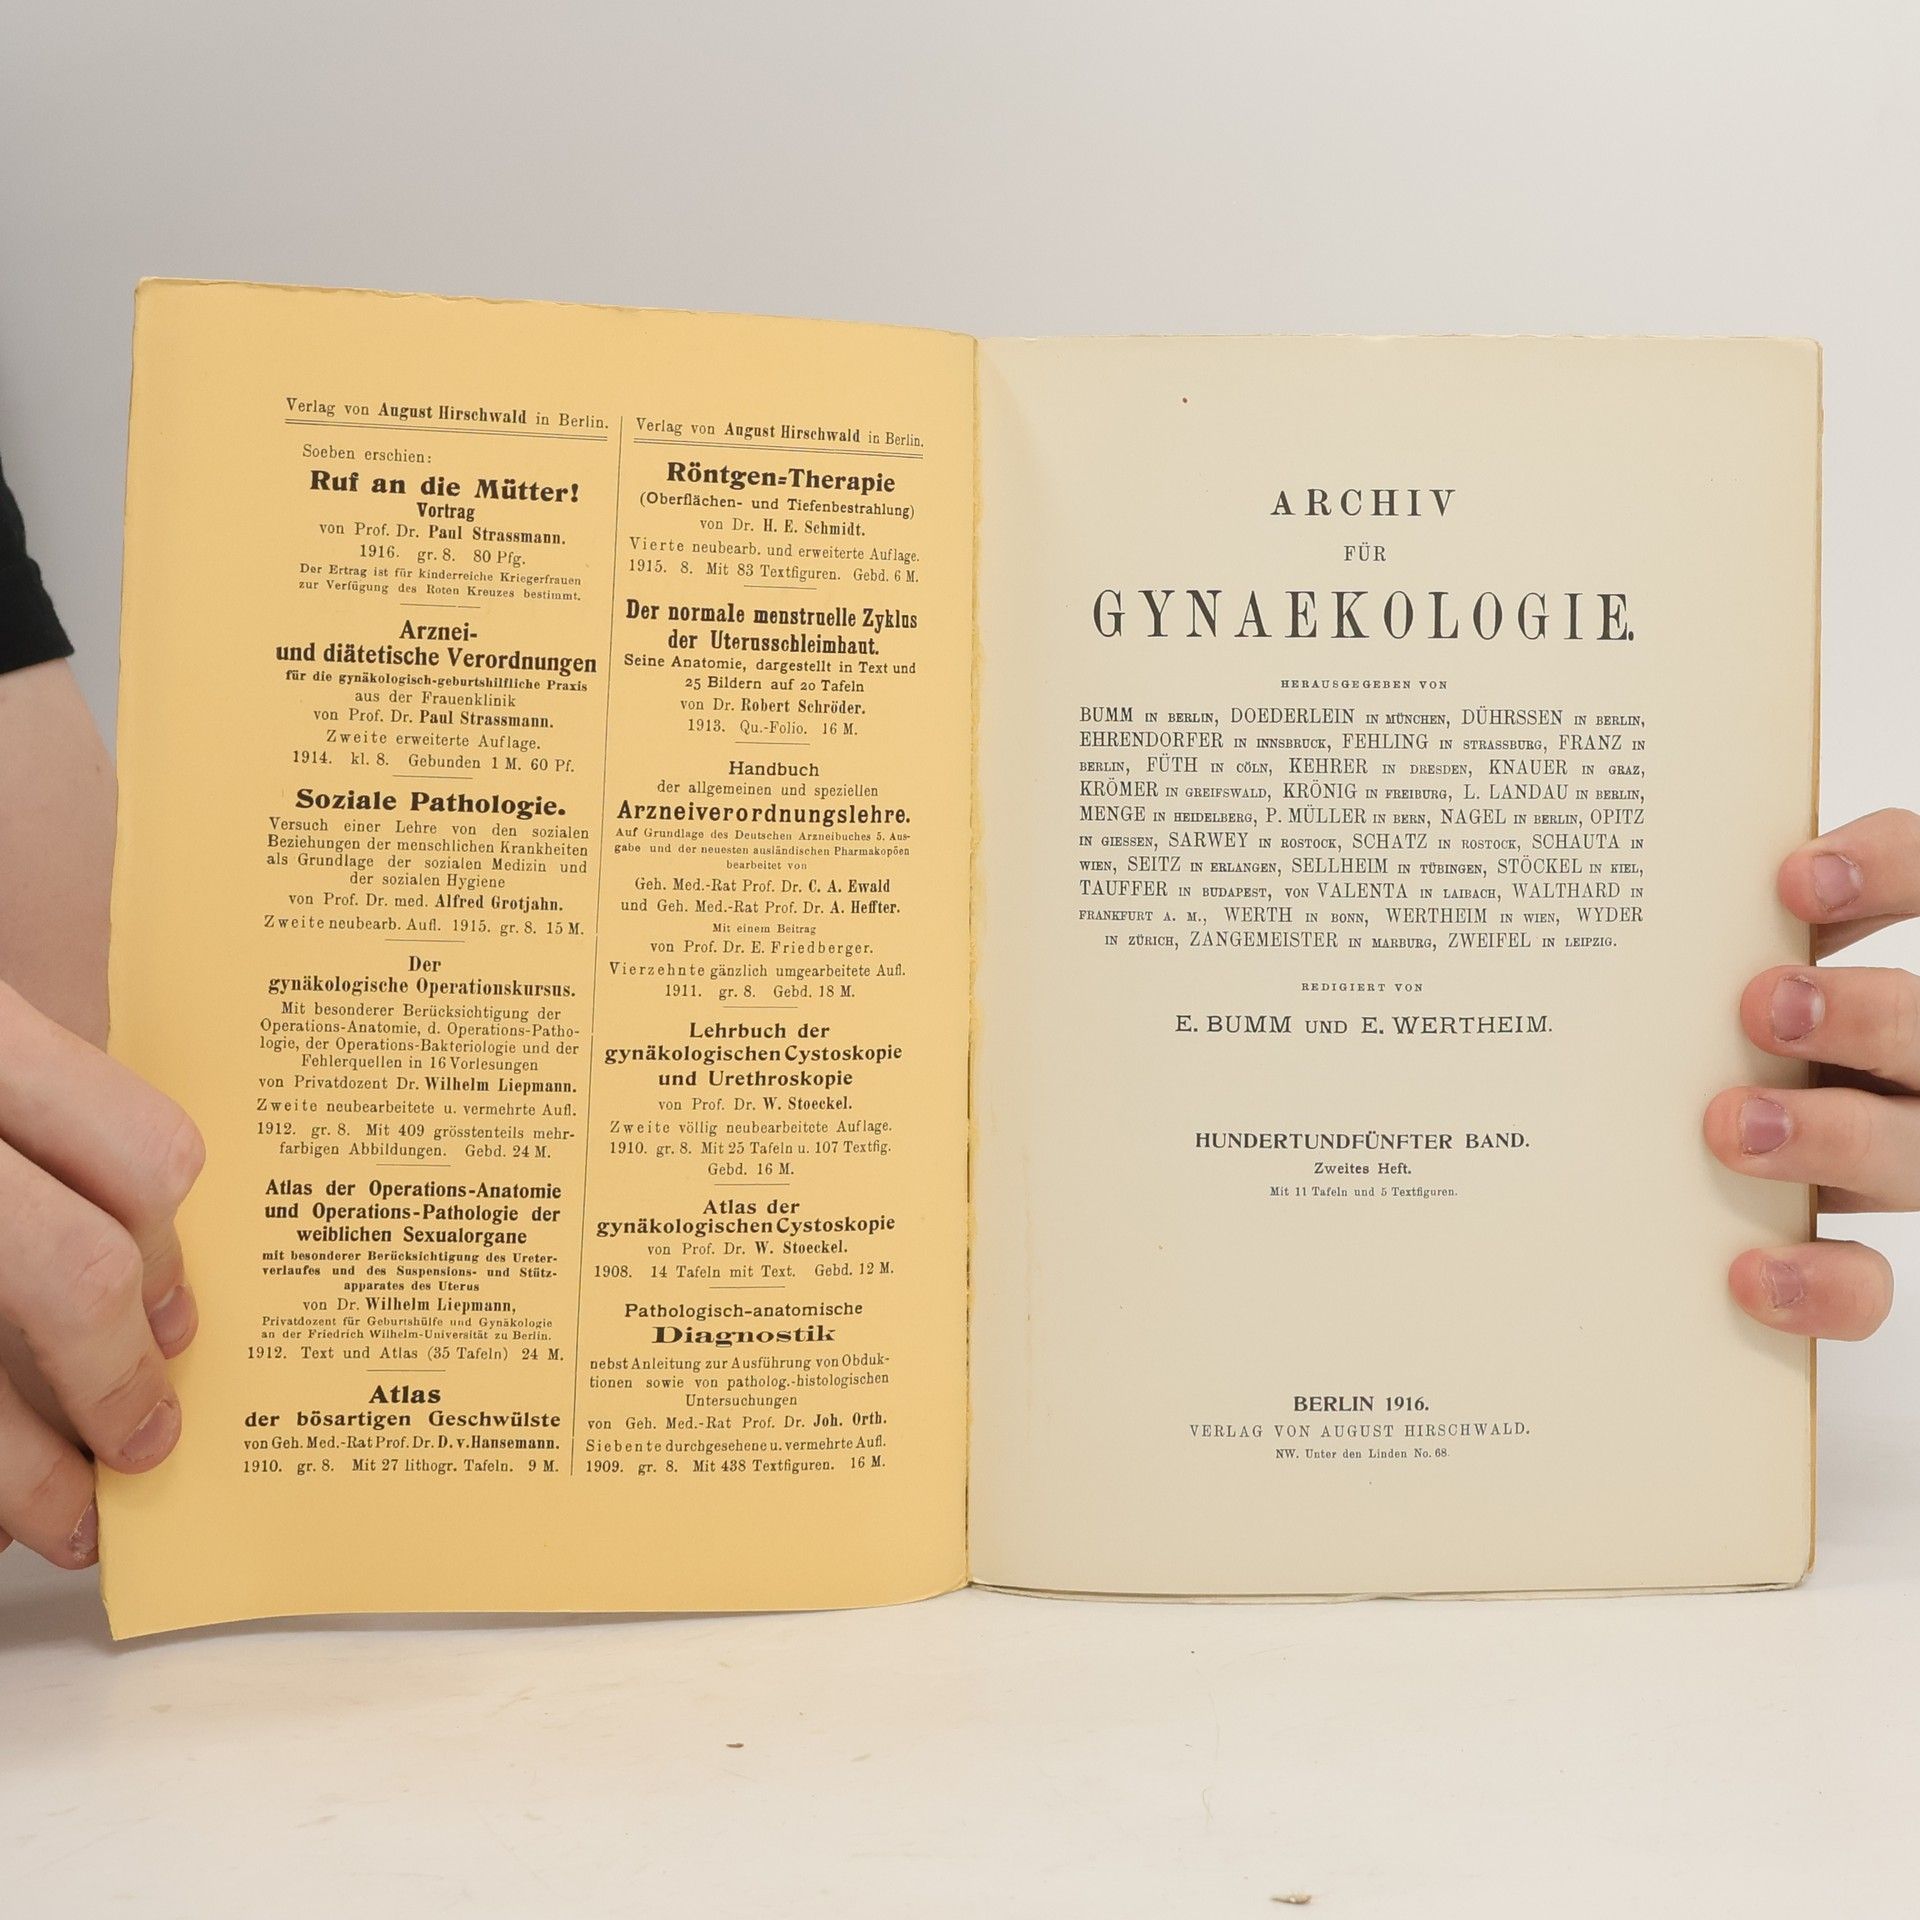 Verlag von August Hirschwald in Berlin.
Soeben erschien:
Ruf an die Mütter!
Vortrag
von Prof. Dr. Paul Strassmann.
1916. gr. 8. 80 Pfg.
Der Ertrag ist für kinderreiche Kriegerfrauen
zur Verfügung des Roten Kreuzes bestimmt.
Arznei-
und diätetische Verordnungen
für die gynäkologisch-geburtshilfliche Praxis
aus der Frauenklinik
von Prof. Dr. Paul Strassmann.
Zweite erweiterte Auflage.
1914. kl. 8. Gebunden 1 M. 60 Pf.
Soziale Pathologie.
Versuch einer Lehre von den sozialen
Beziehungen der menschlichen Krankheiten
als Grundlage der sozialen Medizin und
der sozialen Hygiene
von Prof. Dr. med. Alfred Grotjahn.
Zweite neubearb. Aufl. 1915. gr. 8. 15 M.
Der
gynäkologische Operationskursus.
Mit besonderer Berücksichtigung der
Operations-Anatomie, d. Operations-Patho-
logie, der Operations-Bakteriologie und der
Fehlerquellen in 16 Vorlesungen
von Privatdozent Dr. Wilhelm Liepmann.
Zweite neubearbeitete u. vermehrte Aufl.
1912. gr. 8. Mit 409 grösstenteils mehr-
farbigen Abbildungen. Gebd. 24 M.
Atlas der Operations-Anatomie
und Operations-Pathologie der
weiblichen Sexualorgane
mit besonderer Berücksichtigung des Ureter-
verlaufes und des Suspensions- und Stütz-
apparates des Uterus
von Dr. Wilhelm Liepmann,
Privatdozent für Geburtshülfe und Gynäkologie
an der Friedrich Wilhelm-Universität zu Berlin.
1912. Text und Atlas (35 Tafeln) 24 M.
Atlas
der bösartigen Geschwülste
von Geh. Med.-Rat Prof. Dr. D. v. Hansemann.
1910. gr. 8. Mit 27 lithogr. Tafeln. 9 M.
Verlag von August Hirschwald in Berlin.
Röntgen-Therapie
(Oberflächen- und Tiefenbestrahlung)
von Dr. H. E. Schmidt.
Vierte neubearb. und erweiterte Auflage.
1915. 8. Mit 83 Textfiguren. Gebd. 6 M.
Der normale menstruelle Zyklus
der Uterusschleimhaut.
Seine Anatomie, dargestellt in Text und
25 Bildern auf 20 Tafeln
von Dr. Robert Schröder.
1913. Qu.-Folio. 16 M.
Handbuch
der allgemeinen und speziellen
Arzneiverordnungslehre.
Auf Grundlage des Deutschen Arzneibuches 5. Aus-
gabe und der neuesten ausländischen Pharmakopöen
bearbeitet von
Geh. Med.-Rat Prof. Dr. C. A. Ewald
und Geh. Med.-Rat Prof. Dr. A. Heffter.
Mit einem Beitrag
von Prof. Dr. E. Friedberger.
Vierzehnte gänzlich umgearbeitete Aufl.
1911. gr. 8. Gebd. 18 M.
Lehrbuch der
gynäkologischen Cystoskopie
und Urethroskopie
von Prof. Dr. W. Stoeckel.
Zweite völlig neubearbeitete Auflage.
1910. gr. 8. Mit 25 Tafeln u. 107 Textfig.
Gebd. 16 M.
Atlas der
gynäkologischen Cystoskopie
von Prof. Dr. W. Stoeckel.
1908. 14 Tafeln mit Text. Gebd. 12 M.
Pathologisch-anatomische
Diagnostik
nebst Anleitung zur Ausführung von Obduk-
tionen sowie von patholog.-histologischen
Untersuchungen
von Geh. Med.-Rat Prof. Dr. Joh. Orth.
Siebente durchgesehene u. vermehrte Aufl.
1909. gr. 8. Mit 438 Textfiguren. 16 M.
ARCHIV
FÜR
GYNAEKOLOGIE.
HERAUSGEGEBEN VON
BUMM IN BERLIN, DOEDERLEIN IN MÜNCHEN, DÜHRSSEN IN BERLIN,
EHRENDORFER IN INNSBRUCK, FEHLING IN STRASSBURG, FRANZ IN
BERLIN, FÜTH IN CÖLN, KEHRER IN DRESDEN, KNAUER IN GRAZ,
KRÖMER IN GREIFSWALD, KRÖNIG IN FREIBURG, L. LANDAU IN BERLIN,
MENGE IN HEIDELBERG, P. MÜLLER IN BERN, NAGEL IN BERLIN, OPITZ
IN GIESSEN, SARWEY IN ROSTOCK, SCHATZ IN ROSTOCK, SCHAUTA IN
WIEN, SEITZ IN ERLANGEN, SELLHEIM IN TÜBINGEN, STÖCKEL IN KIEL,
TAUFFER IN BUDAPEST, VON VALENTA IN LAIBACH, WALTHARD IN
FRANKFURT A. M., WERTH IN BONN, WERTHEIM IN WIEN, WYDER
IN ZÜRICH, ZANGEMEISTER IN MARBURG, ZWEIFEL IN LEIPZIG.
REDIGIERT VON
E. BUMM UND E. WERTHEIM.
HUNDERTUNDFÜNFTER BAND.
Zweites Heft.
Mit 11 Tafeln und 5 Textfiguren.
BERLIN 1916.
VERLAG VON AUGUST HIRSCHWALD.
NW. Unter den Linden No. 68.